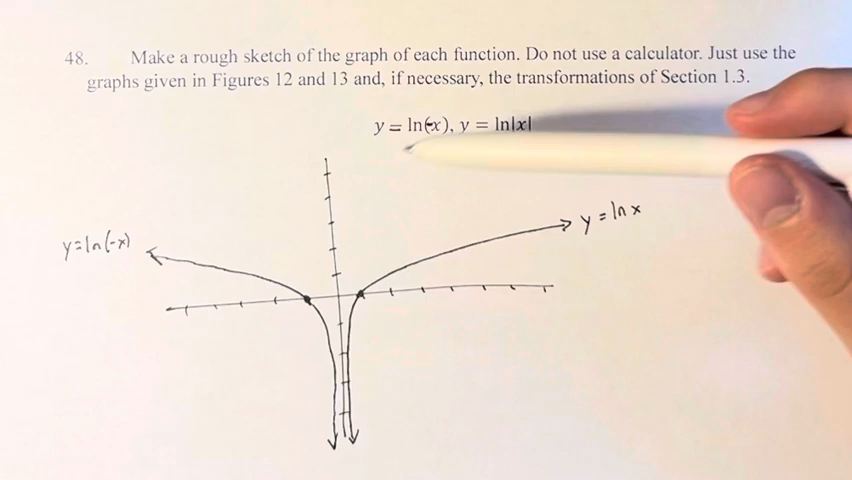 48. Make a rough sketch of the graph of each function. Do not use a calculator. Just use the
graphs given in Figures 12 and 13 and, if necessary, the transformations of Section 1.3.
y = ln(-x), y = ln|x|
y = ln x
y=ln(-x)